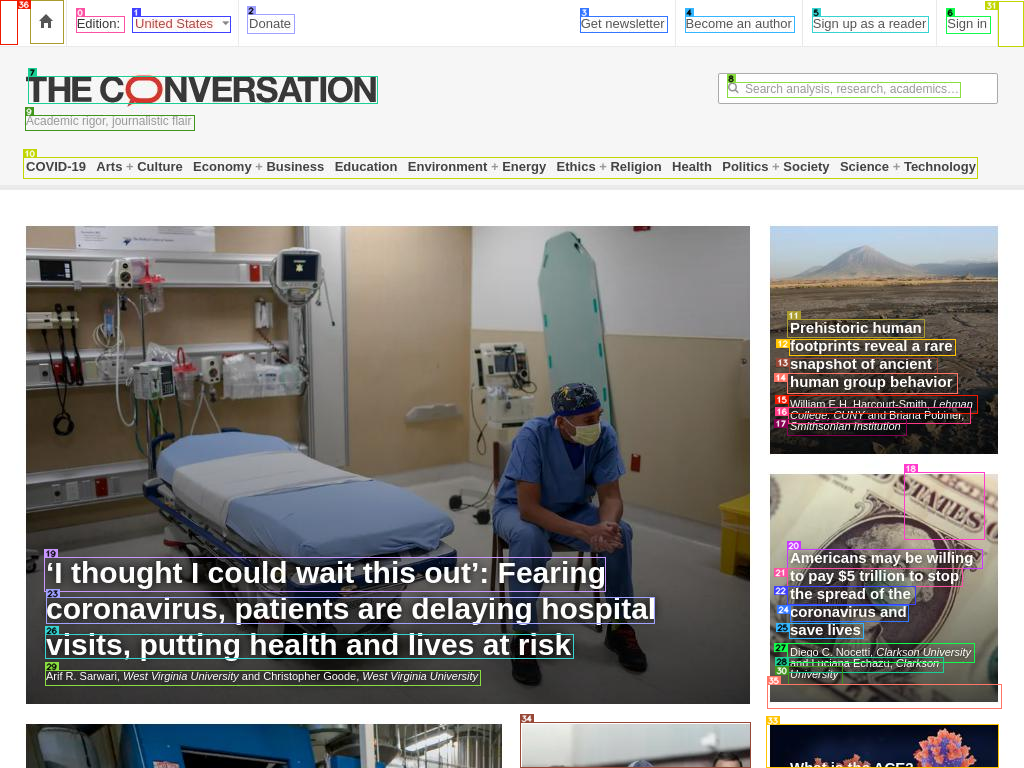 Edition:
United States
Donate
Get newsletter
Become an author
Sign up as a reader
Sign in
THE CONVERSATION
Search analysis, research, academics…
Academic rigor, journalistic flair
COVID-19 Arts + Culture Economy + Business Education Environment + Energy Ethics + Religion Health Politics + Society Science + Technology
Prehistoric human
footprints reveal a rare
snapshot of ancient
human group behavior
William E.H. Harcourt-Smith, Lehman
College, CUNY and Briana Pobiner,
Smithsonian Institution
STATES
Americans may be willing
to pay $5 trillion to stop
the spread of the
coronavirus and
save lives
Diego C. Nocetti, Clarkson University
and Luciana Echazu, Clarkson
University
‘I thought I could wait this out’: Fearing
coronavirus, patients are delaying hospital
visits, putting health and lives at risk
Arif R. Sarwari, West Virginia University and Christopher Goode, West Virginia University
What is the ACE2